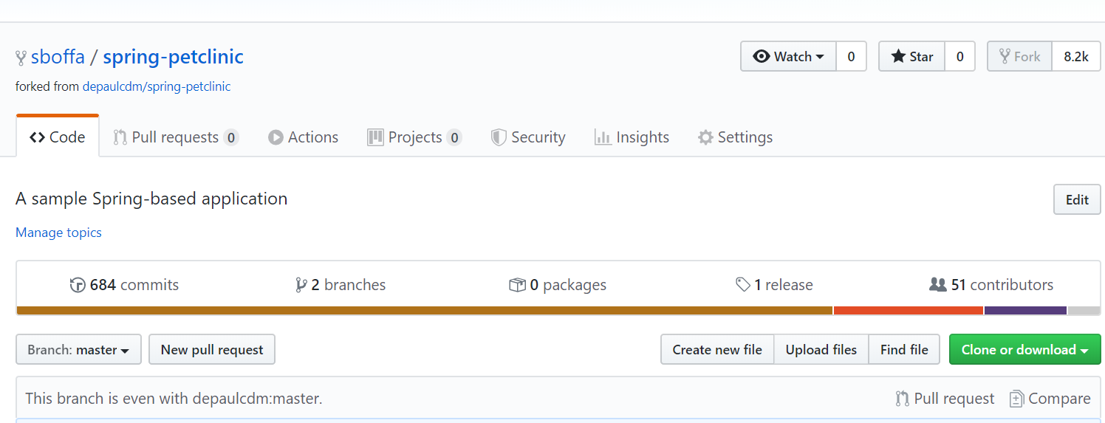 sboffa / spring-petclinic Watch 0 Star 0 Fork 8.2k
forked from depaulcdm/spring-petclinic
Code Pull requests 0 Actions Projects 0 Security Insights Settings
A sample Spring-based application Edit
Manage topics
684 commits 2 branches 0 packages 1 release 51 contributors
Branch: master New pull request Create new file Upload files Find file Clone or download
This branch is even with depaulcdm:master. Pull request Compare